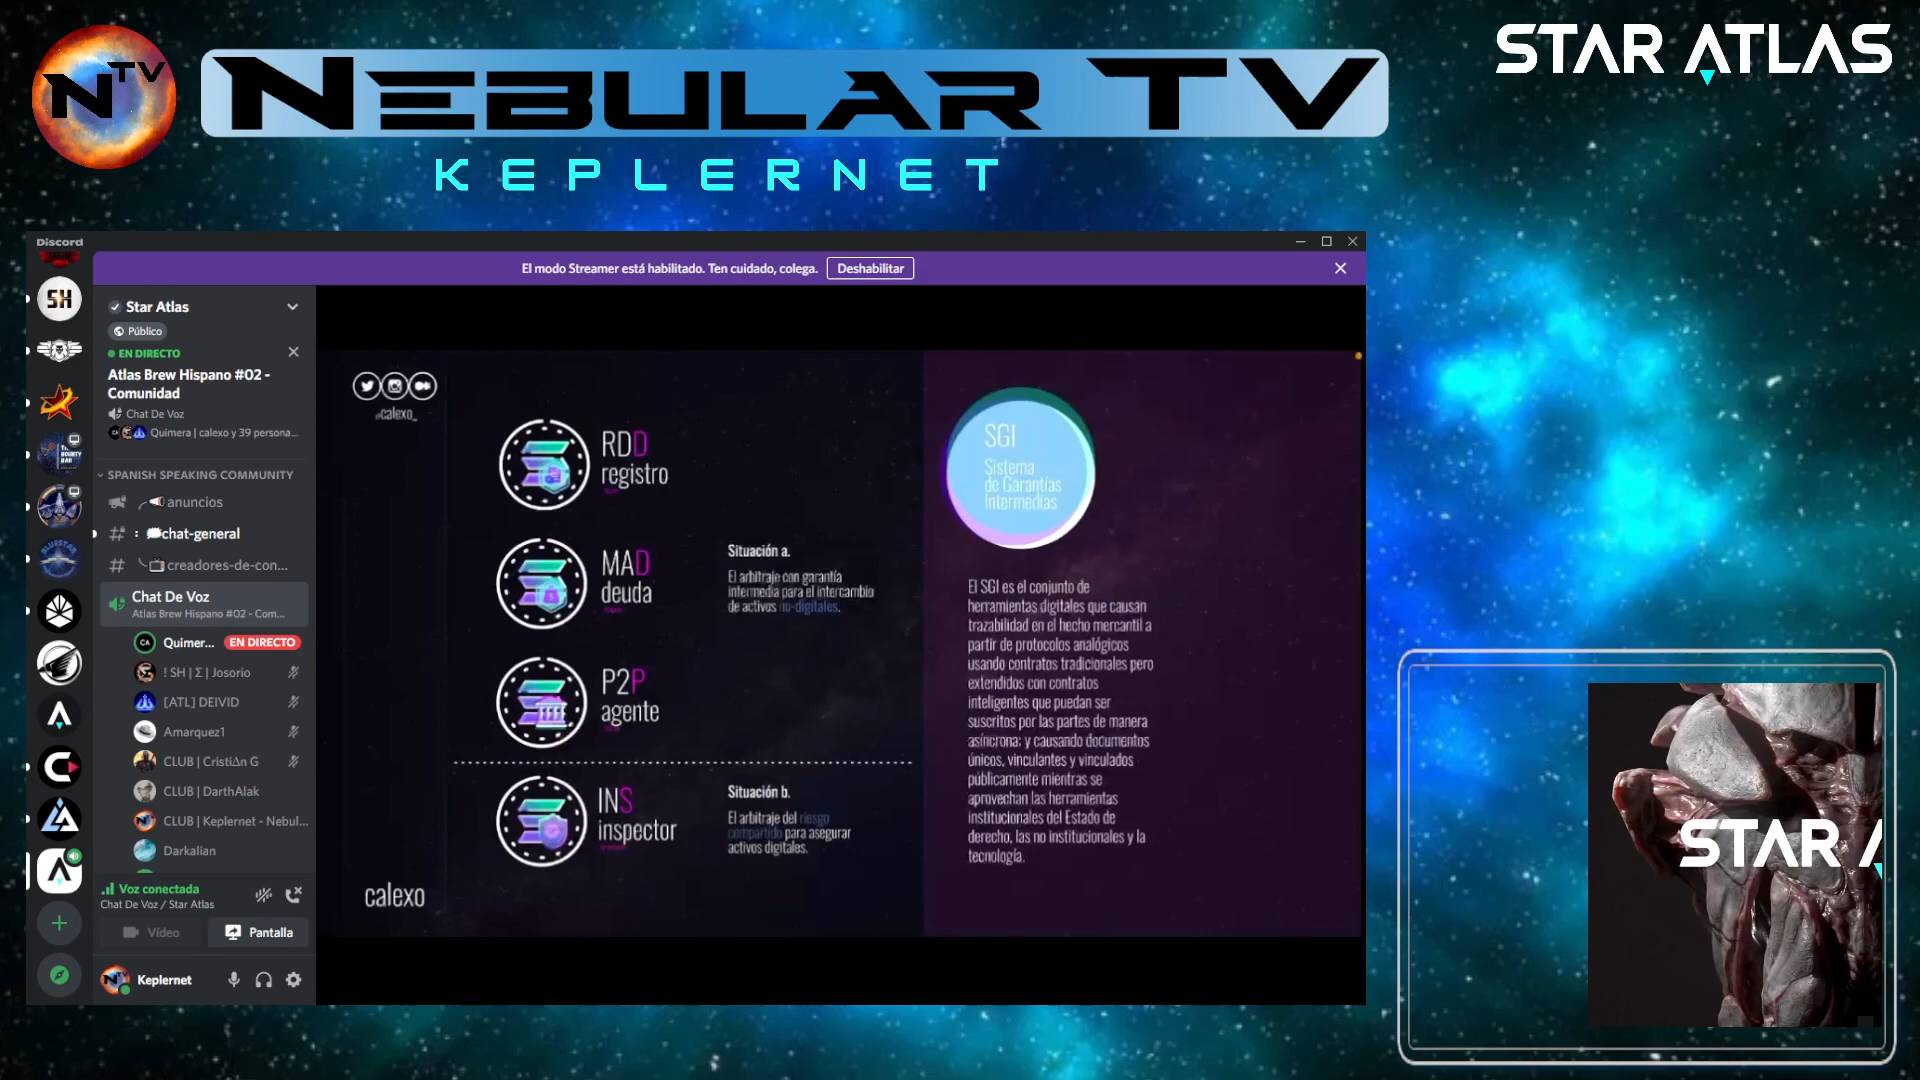 N TV
NEBULAR TV
KEPLERNET
STAR ATLAS
Discord
El modo Streamer está habilitado. Ten cuidado, colega.
Deshabilitar
SH
Star Atlas
Público
EN DIRECTO
Atlas Brew Hispano #02 -
Comunidad
Chat De Voz
Quimera | calexo y 39 persona...
SPANISH SPEAKING COMMUNITY
anuncios
chat-general
creadores-de-con...
Chat De Voz
Atlas Brew Hispano #02 - Com...
CA
Quimer...
EN DIRECTO
! SH | Σ | Josorio
[ATL] DEIVID
Amarquez1
CLUB | CristiΔn G
CLUB | DarthAlak
CLUB | Keplernet - Nebul...
Darkalian
Voz conectada
Chat De Voz / Star Atlas
Vídeo
Pantalla
Keplernet
@calexo_
RDD
registro
MAD
deuda
Situación a.
El arbitraje con garantía
intermedia para el intercambio
de activos no-digitales.
P2P
agente
INS
inspector
Situación b.
El arbitraje del riesgo
compartido para asegurar
activos digitales.
calexo
SGI
Sistema
de Garantías
Intermedias
El SGI es el conjunto de
herramientas digitales que causan
trazabilidad en el hecho mercantil a
partir de protocolos analógicos
usando contratos tradicionales pero
extendidos con contratos
inteligentes que puedan ser
suscritos por las partes de manera
asíncrona; y causando documentos
únicos, vinculantes y vinculados
públicamente mientras se
aprovechan las herramientas
institucionales del Estado de
derecho, las no institucionales y la
tecnología.
STAR A